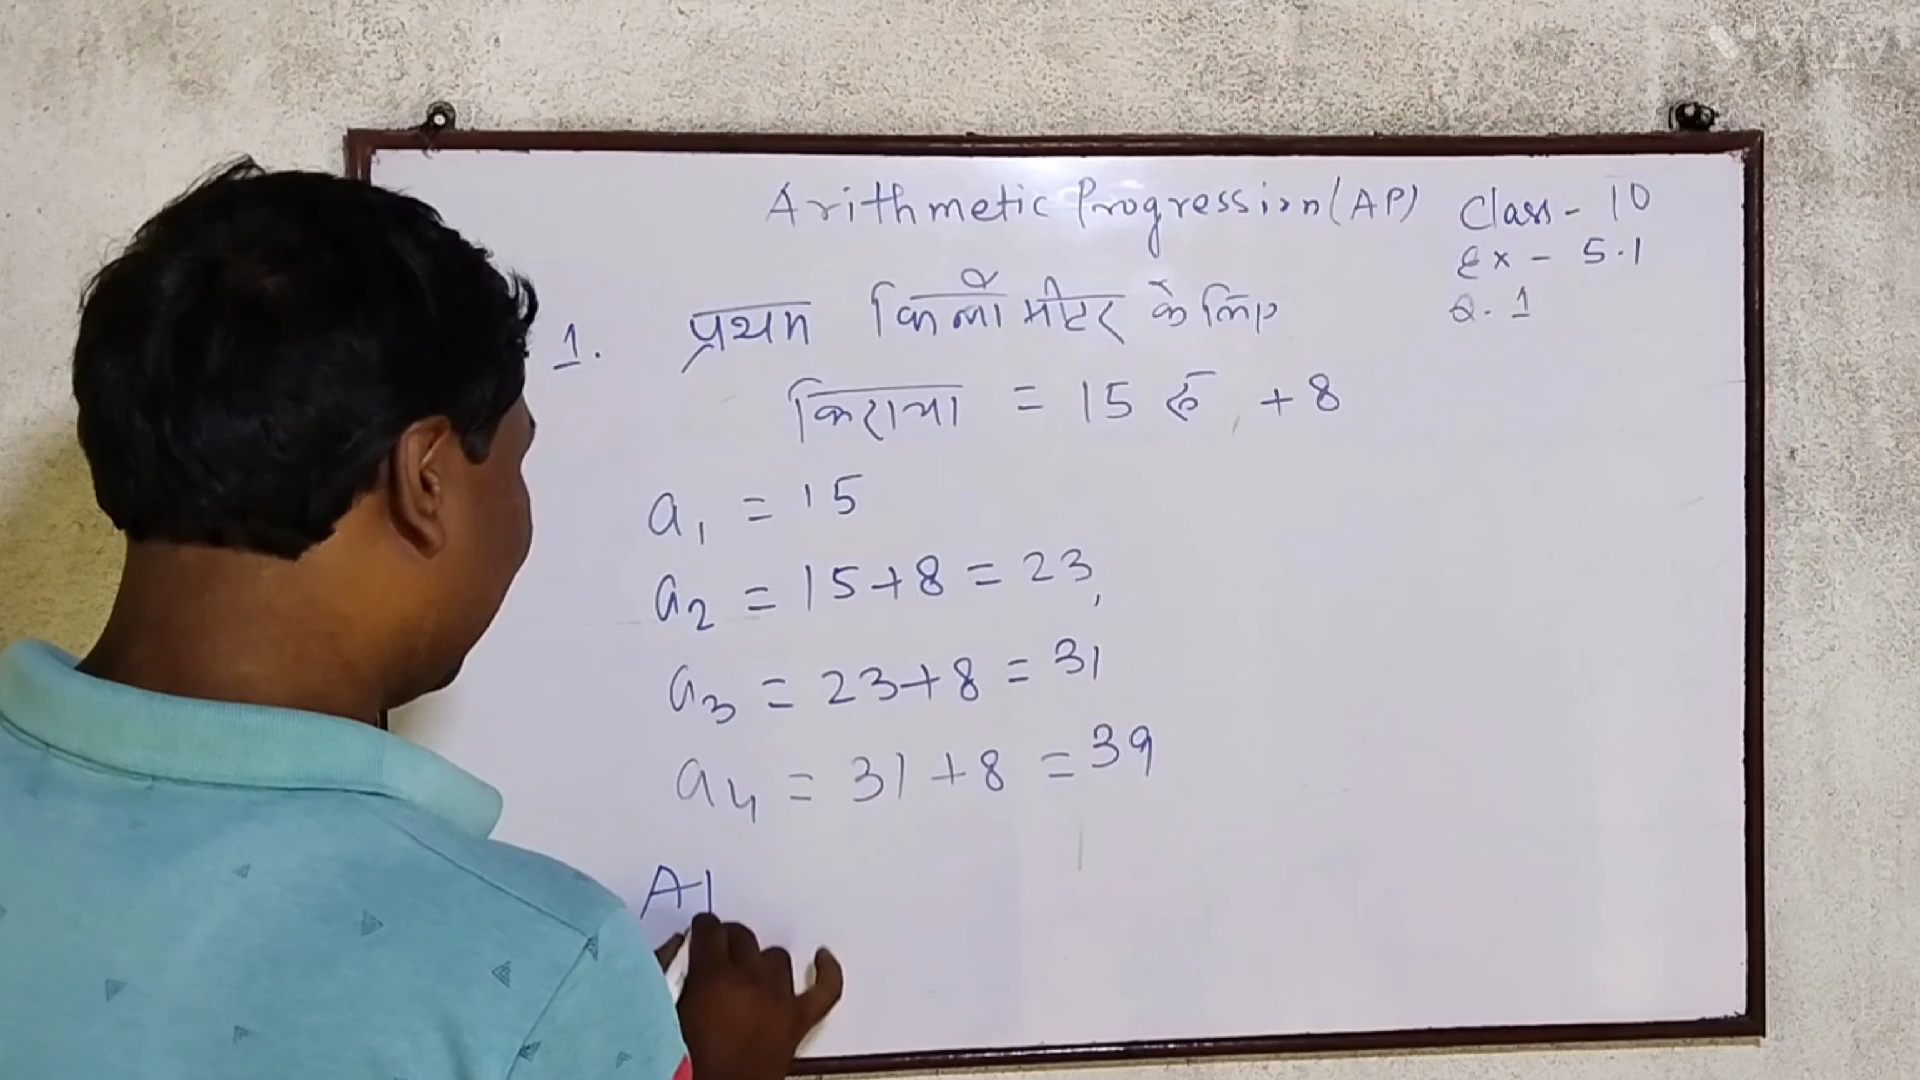 Arithmetic Progression (AP) Class - 10
Ex - 5.1
Q. 1
1. प्रथम किलोमीटर के लिए
किराया = 15 रु + 8
a₁ = 15
a₂ = 15+8 = 23,
a₃ = 23+8 = 31
a₄ = 31+8 = 39